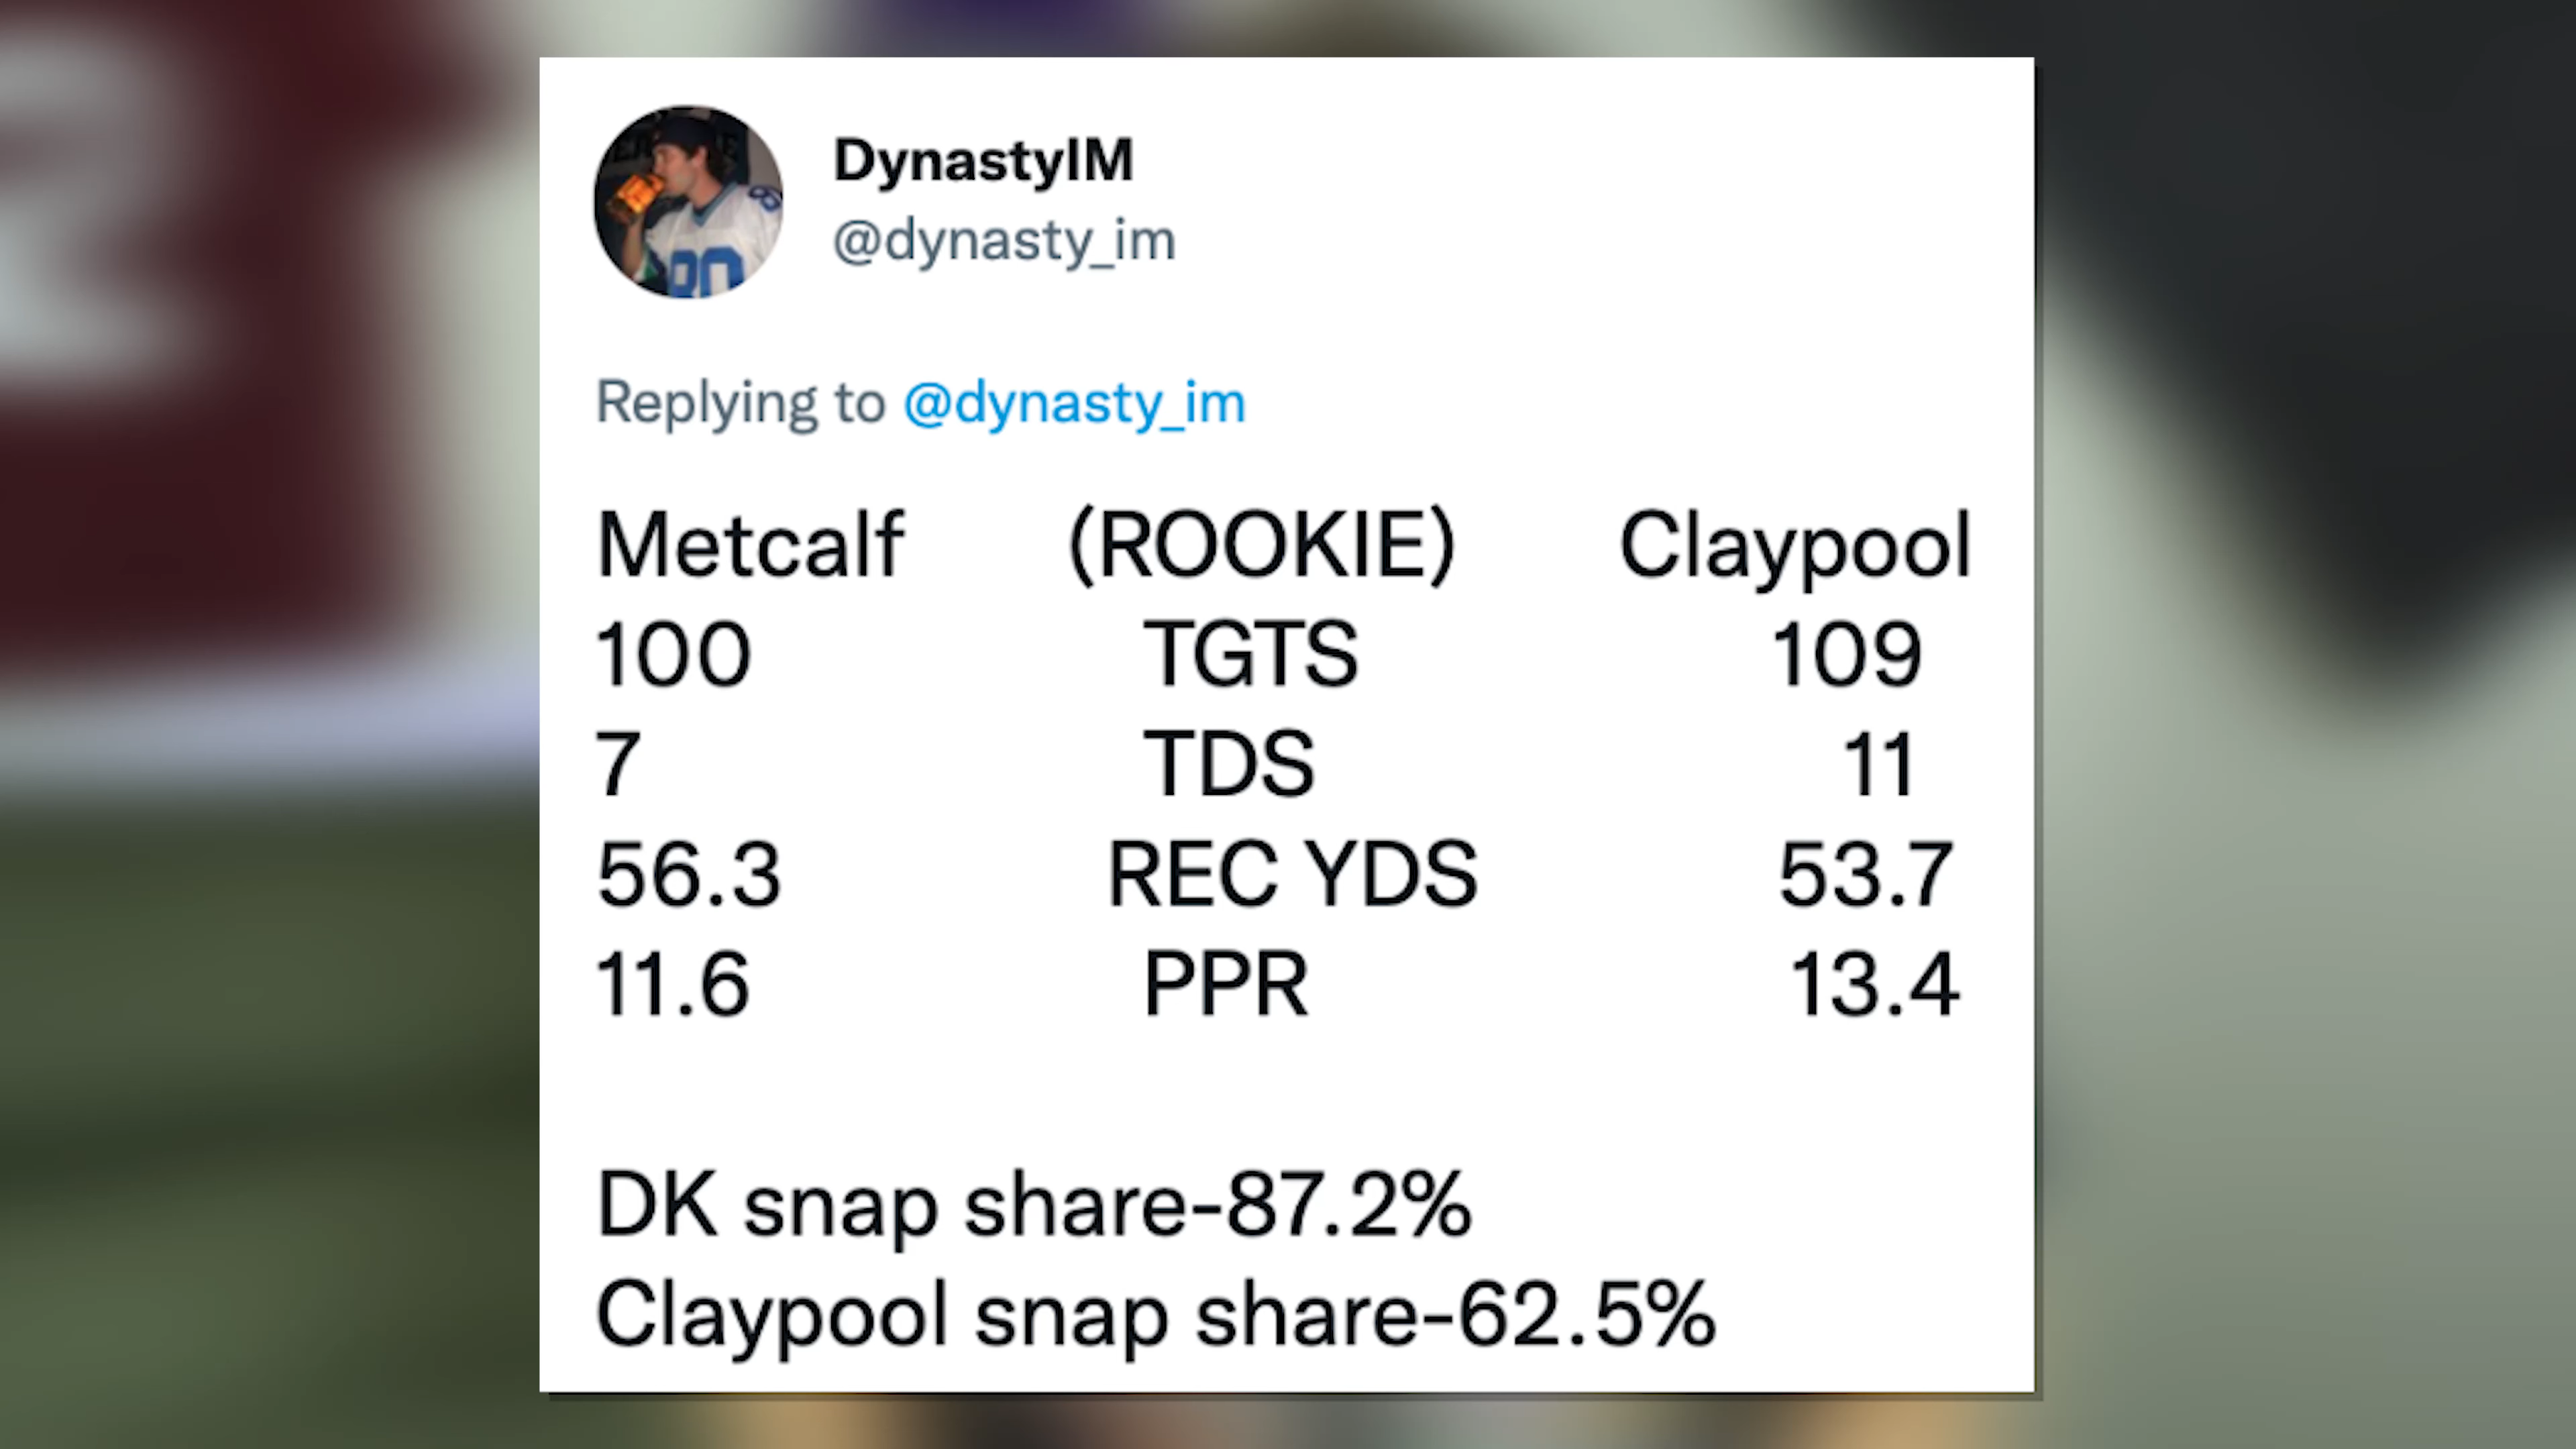 DynastyIM
@dynasty_im
Replying to @dynasty_im
Metcalf (ROOKIE) Claypool
100 TGTS 109
7 TDS 11
56.3 REC YDS 53.7
11.6 PPR 13.4
DK snap share-87.2%
Claypool snap share-62.5%
80